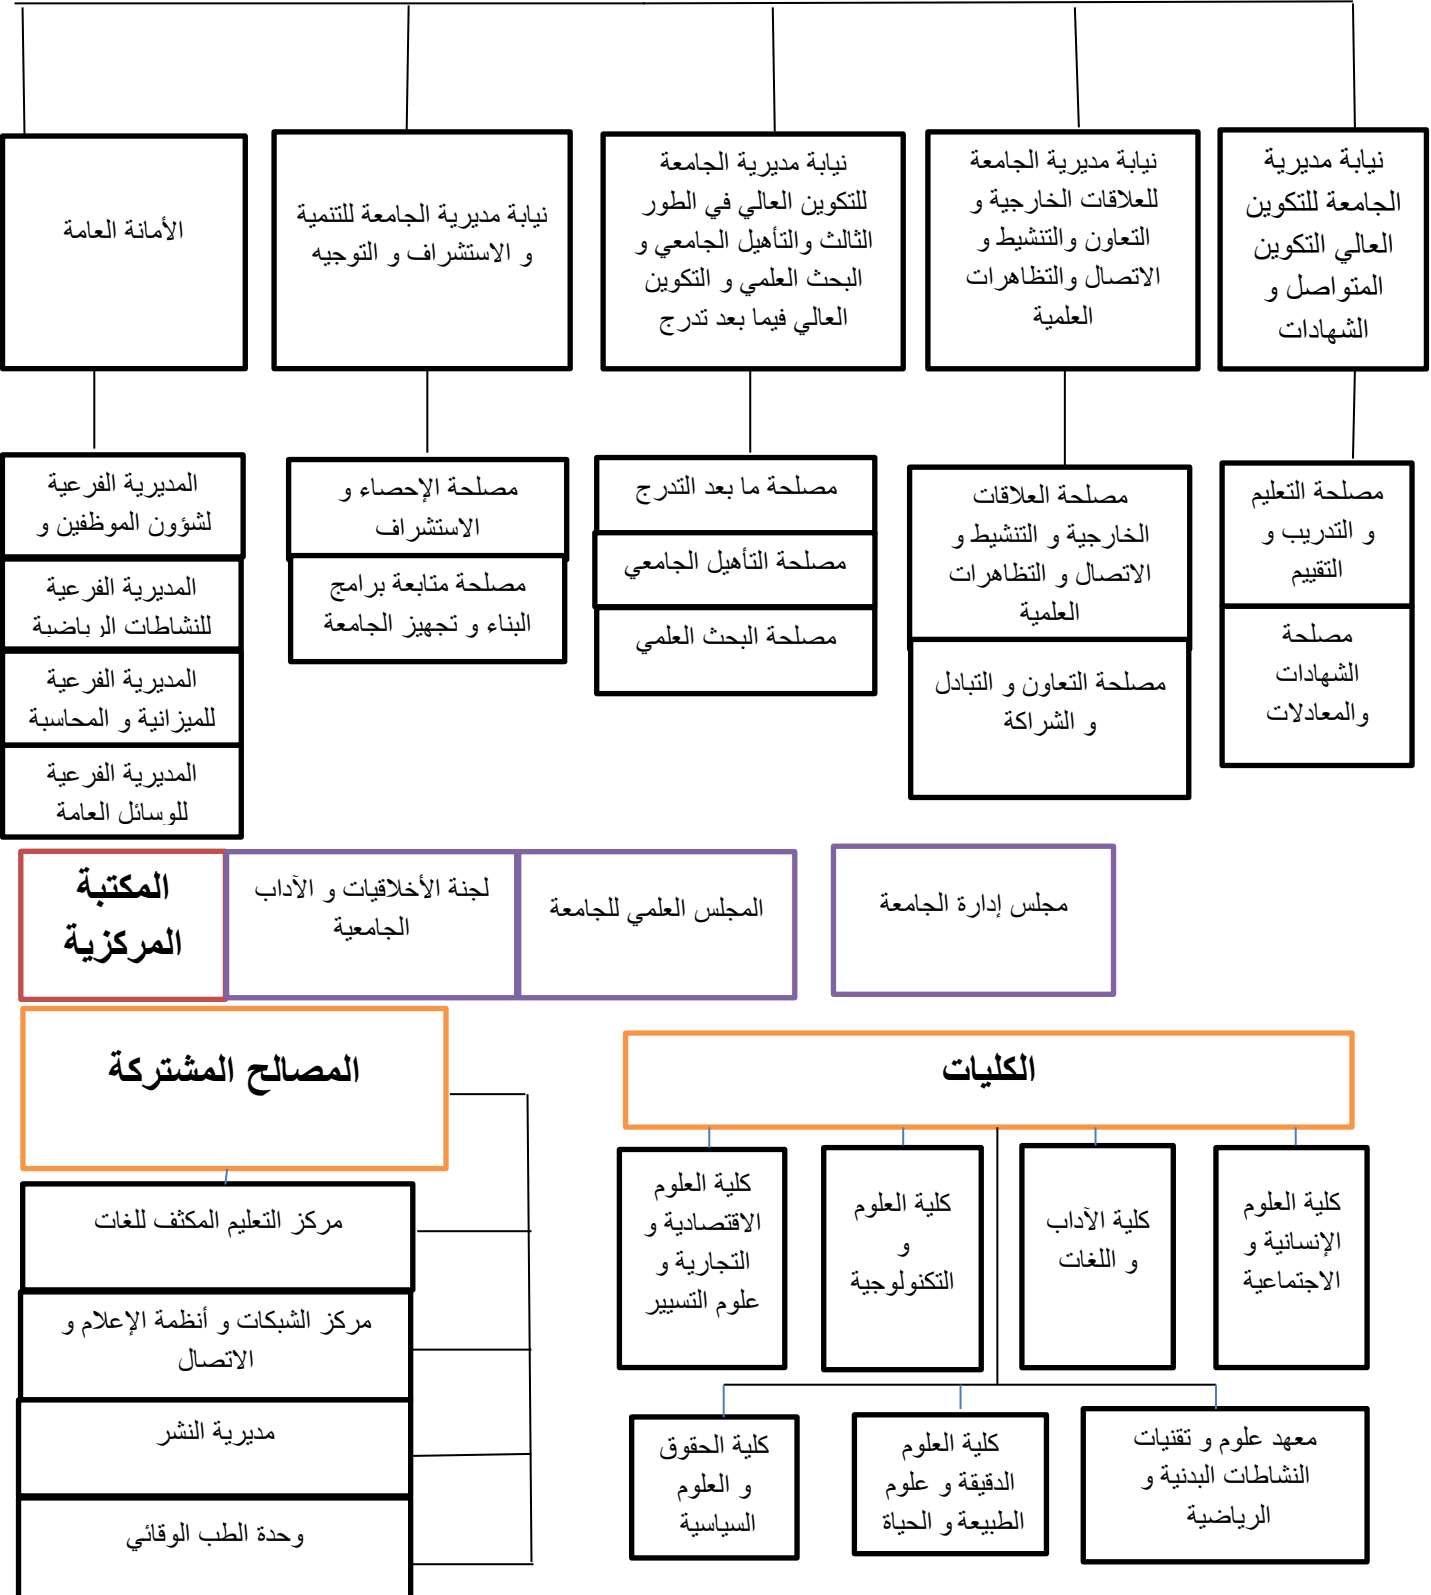 نيابة مديرية
الجامعة للتكوين
العالي التكوين
المتواصل و
الشهادات
نيابة مديرية الجامعة
للعلاقات الخارجية و
التعاون والتنشيط و
الاتصال والتظاهرات
العلمية
نيابة مديرية الجامعة
للتكوين العالي في الطور
الثالث والتأهيل الجامعي و
البحث العلمي و التكوين
العالي فيما بعد تدرج
نيابة مديرية الجامعة للتنمية
و الاستشراف و التوجيه
الأمانة العامة
مصلحة التعليم
و التدريب و
التقييم
مصلحة
الشهادات
والمعادلات
مصلحة العلاقات
الخارجية و التنشيط و
الاتصال و التظاهرات
العلمية
مصلحة التعاون و التبادل
و الشراكة
مصلحة ما بعد التدرج
مصلحة التأهيل الجامعي
مصلحة البحث العلمي
مصلحة الإحصاء و
الاستشراف
مصلحة متابعة برامج
البناء و تجهيز الجامعة
المديرية الفرعية
لشؤون الموظفين و
المديرية الفرعية
للنشاطات الرياضية
المديرية الفرعية
للميزانية و المحاسبة
المديرية الفرعية
للوسائل العامة
مجلس إدارة الجامعة
المجلس العلمي للجامعة
لجنة الأخلاقيات و الآداب
الجامعية
المكتبة
المركزية
الكليات
كلية العلوم
الإنسانية و
الاجتماعية
كلية الآداب
و اللغات
كلية العلوم
و
التكنولوجية
كلية العلوم
الاقتصادية و
التجارية و
علوم التسيير
معهد علوم و تقنيات
النشاطات البدنية و
الرياضية
كلية العلوم
الدقيقة و علوم
الطبيعة و الحياة
كلية الحقوق
و العلوم
السياسية
المصالح المشتركة
مركز التعليم المكثف للغات
مركز الشبكات و أنظمة الإعلام و
الاتصال
مديرية النشر
وحدة الطب الوقائي